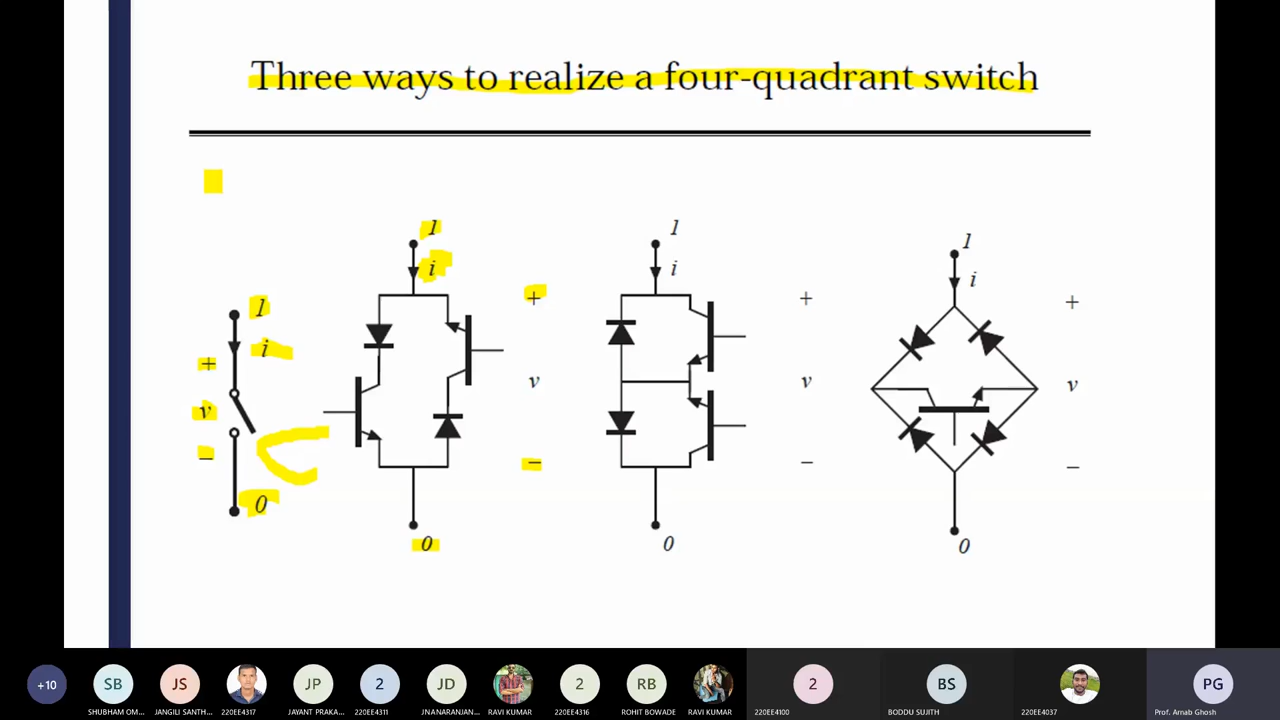 Three ways to realize a four-quadrant switch
1
i
+
v
−
0
1
i
+
v
−
0
1
i
+
v
−
0
1
i
+
v
−
0
+10
SB
SHUBHAM OM...
JS
JANGILI SANTH...
220EE4317
JP
JAYANT PRAKA...
2
220EE4311
JD
JNANARANJAN...
RAVI KUMAR
2
220EE4316
RB
ROHIT BOWADE
RAVI KUMAR
2
220EE4100
BS
BODDU SUJITH
220EE4037
PG
Prof. Arnab Ghosh